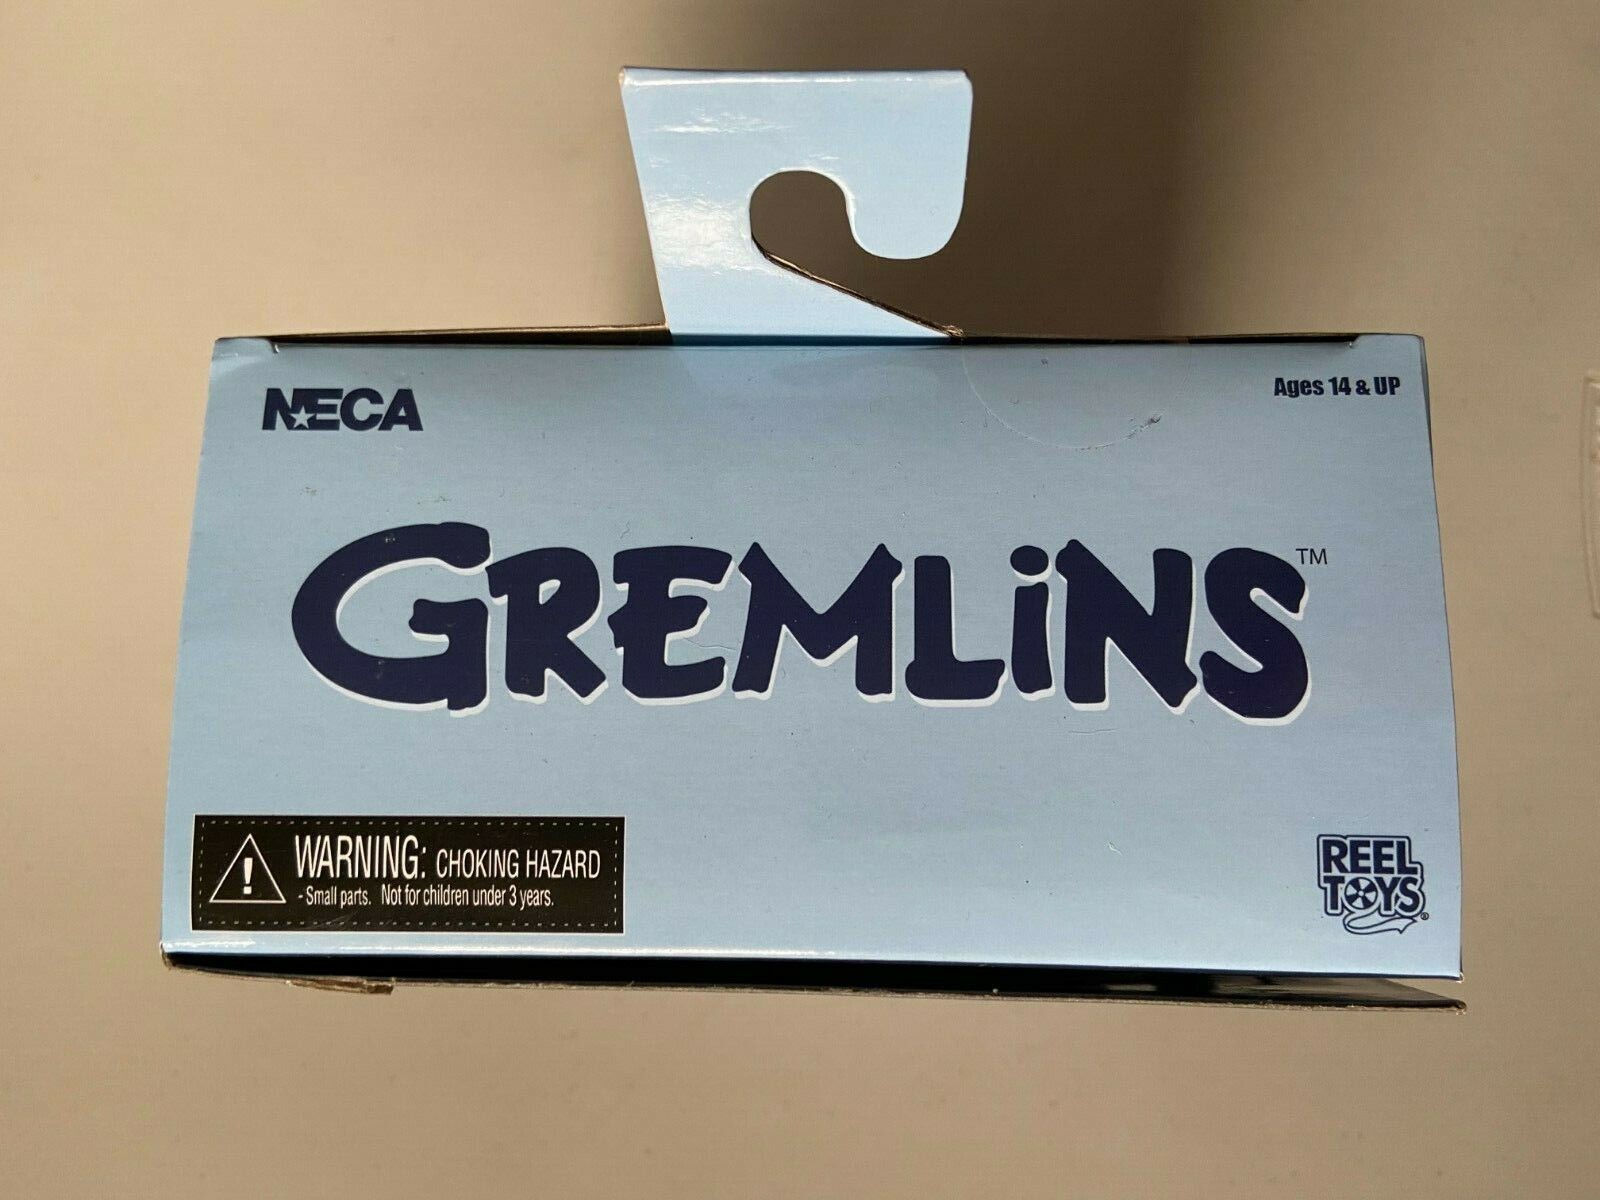 NECA
Ages 14 & UP
GREMLiNS™
WARNING: CHOKING HAZARD
- Small parts. Not for children under 3 years.
REEL
TOYS®